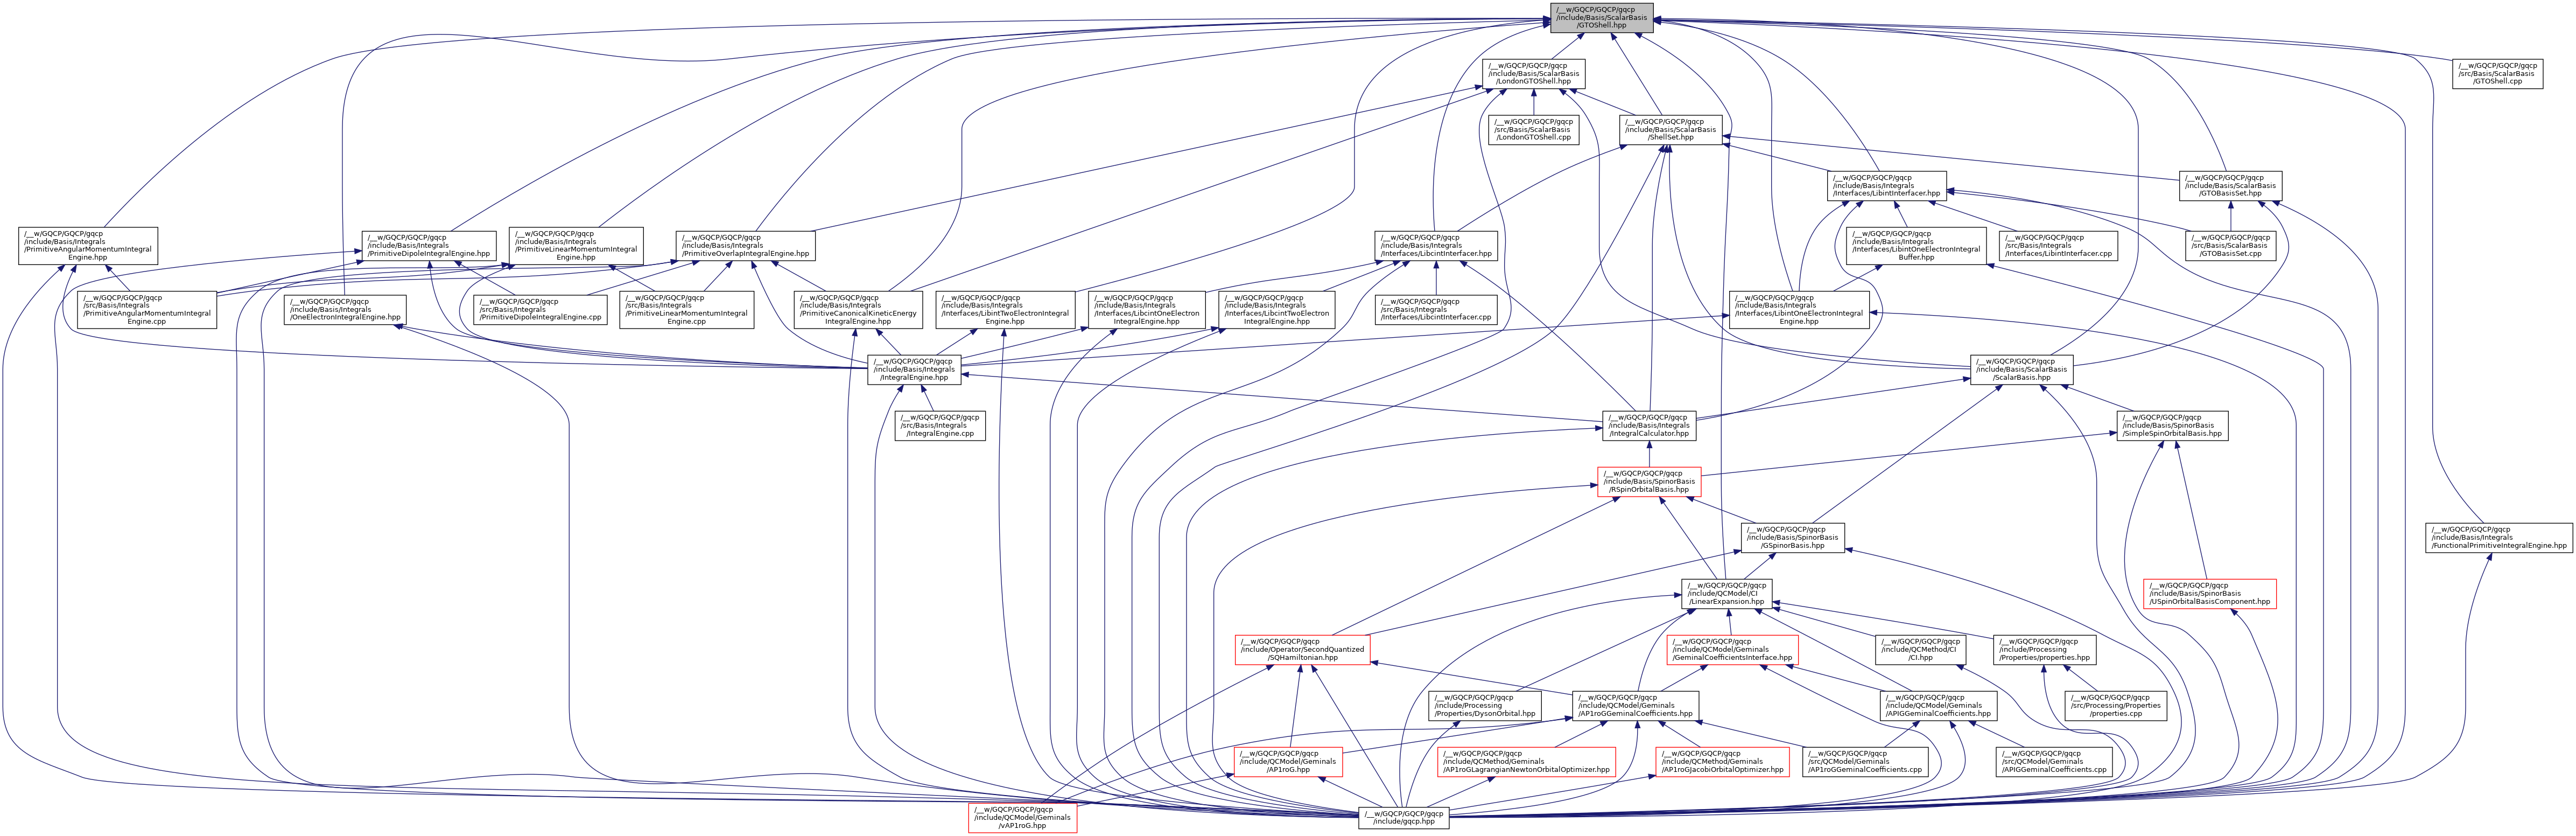 /__w/GQCP/GQCP/gqcp
/include/Basis/ScalarBasis
/GTOShell.hpp
/__w/GQCP/GQCP/gqcp
/include/Basis/ScalarBasis
/LondonGTOShell.hpp
/__w/GQCP/GQCP/gqcp
/src/Basis/ScalarBasis
/GTOShell.cpp
/__w/GQCP/GQCP/gqcp
/src/Basis/ScalarBasis
/LondonGTOShell.cpp
/__w/GQCP/GQCP/gqcp
/include/Basis/ScalarBasis
/ShellSet.hpp
/__w/GQCP/GQCP/gqcp
/include/Basis/Integrals
/Interfaces/LibintInterfacer.hpp
/__w/GQCP/GQCP/gqcp
/include/Basis/ScalarBasis
/GTOBasisSet.hpp
/__w/GQCP/GQCP/gqcp
/include/Basis/Integrals
/PrimitiveAngularMomentumIntegral
Engine.hpp
/__w/GQCP/GQCP/gqcp
/include/Basis/Integrals
/PrimitiveDipoleIntegralEngine.hpp
/__w/GQCP/GQCP/gqcp
/include/Basis/Integrals
/PrimitiveLinearMomentumIntegral
Engine.hpp
/__w/GQCP/GQCP/gqcp
/include/Basis/Integrals
/PrimitiveOverlapIntegralEngine.hpp
/__w/GQCP/GQCP/gqcp
/include/Basis/Integrals
/Interfaces/LibcintInterfacer.hpp
/__w/GQCP/GQCP/gqcp
/include/Basis/Integrals
/Interfaces/LibintOneElectronIntegral
Buffer.hpp
/__w/GQCP/GQCP/gqcp
/src/Basis/Integrals
/Interfaces/LibintInterfacer.cpp
/__w/GQCP/GQCP/gqcp
/src/Basis/ScalarBasis
/GTOBasisSet.cpp
/__w/GQCP/GQCP/gqcp
/src/Basis/Integrals
/PrimitiveAngularMomentumIntegral
Engine.cpp
/__w/GQCP/GQCP/gqcp
/include/Basis/Integrals
/OneElectronIntegralEngine.hpp
/__w/GQCP/GQCP/gqcp
/src/Basis/Integrals
/PrimitiveDipoleIntegralEngine.cpp
/__w/GQCP/GQCP/gqcp
/src/Basis/Integrals
/PrimitiveLinearMomentumIntegral
Engine.cpp
/__w/GQCP/GQCP/gqcp
/include/Basis/Integrals
/PrimitiveCanonicalKineticEnergy
IntegralEngine.hpp
/__w/GQCP/GQCP/gqcp
/include/Basis/Integrals
/Interfaces/LibintTwoElectronIntegral
Engine.hpp
/__w/GQCP/GQCP/gqcp
/include/Basis/Integrals
/Interfaces/LibcintOneElectron
IntegralEngine.hpp
/__w/GQCP/GQCP/gqcp
/include/Basis/Integrals
/Interfaces/LibcintTwoElectron
IntegralEngine.hpp
/__w/GQCP/GQCP/gqcp
/src/Basis/Integrals
/Interfaces/LibcintInterfacer.cpp
/__w/GQCP/GQCP/gqcp
/include/Basis/Integrals
/Interfaces/LibintOneElectronIntegral
Engine.hpp
/__w/GQCP/GQCP/gqcp
/include/Basis/Integrals
/IntegralEngine.hpp
/__w/GQCP/GQCP/gqcp
/include/Basis/ScalarBasis
/ScalarBasis.hpp
/__w/GQCP/GQCP/gqcp
/src/Basis/Integrals
/IntegralEngine.cpp
/__w/GQCP/GQCP/gqcp
/include/Basis/Integrals
/IntegralCalculator.hpp
/__w/GQCP/GQCP/gqcp
/include/Basis/SpinorBasis
/SimpleSpinOrbitalBasis.hpp
/__w/GQCP/GQCP/gqcp
/include/Basis/SpinorBasis
/RSpinOrbitalBasis.hpp
/__w/GQCP/GQCP/gqcp
/include/Basis/SpinorBasis
/GSpinorBasis.hpp
/__w/GQCP/GQCP/gqcp
/include/Basis/Integrals
/FunctionalPrimitiveIntegralEngine.hpp
/__w/GQCP/GQCP/gqcp
/include/QCModel/CI
/LinearExpansion.hpp
/__w/GQCP/GQCP/gqcp
/include/Basis/SpinorBasis
/USpinOrbitalBasisComponent.hpp
/__w/GQCP/GQCP/gqcp
/include/Operator/SecondQuantized
/SQHamiltonian.hpp
/__w/GQCP/GQCP/gqcp
/include/QCModel/Geminals
/GeminalCoefficientsInterface.hpp
/__w/GQCP/GQCP/gqcp
/include/QCMethod/CI
/CI.hpp
/__w/GQCP/GQCP/gqcp
/include/Processing
/Properties/properties.hpp
/__w/GQCP/GQCP/gqcp
/include/Processing
/Properties/DysonOrbital.hpp
/__w/GQCP/GQCP/gqcp
/include/QCModel/Geminals
/AP1roGGeminalCoefficients.hpp
/__w/GQCP/GQCP/gqcp
/include/QCModel/Geminals
/APIGGeminalCoefficients.hpp
/__w/GQCP/GQCP/gqcp
/src/Processing/Properties
/properties.cpp
/__w/GQCP/GQCP/gqcp
/include/QCModel/Geminals
/AP1roG.hpp
/__w/GQCP/GQCP/gqcp
/include/QCMethod/Geminals
/AP1roGLagrangianNewtonOrbitalOptimizer.hpp
/__w/GQCP/GQCP/gqcp
/include/QCMethod/Geminals
/AP1roGJacobiOrbitalOptimizer.hpp
/__w/GQCP/GQCP/gqcp
/src/QCModel/Geminals
/AP1roGGeminalCoefficients.cpp
/__w/GQCP/GQCP/gqcp
/src/QCModel/Geminals
/APIGGeminalCoefficients.cpp
/__w/GQCP/GQCP/gqcp
/include/QCModel/Geminals
/vAP1roG.hpp
/__w/GQCP/GQCP/gqcp
/include/gqcp.hpp